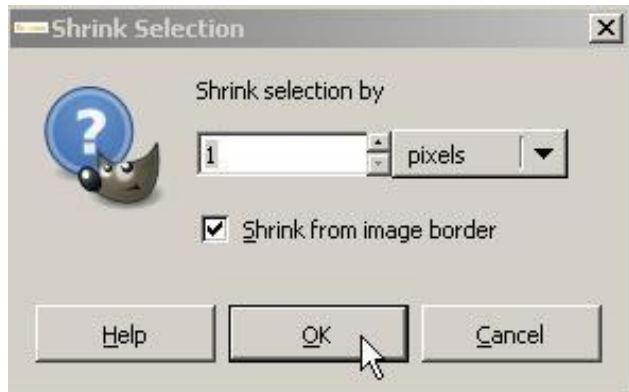 Shrink Selection
Shrink selection by
1 pixels
Shrink from image border
Help OK Cancel